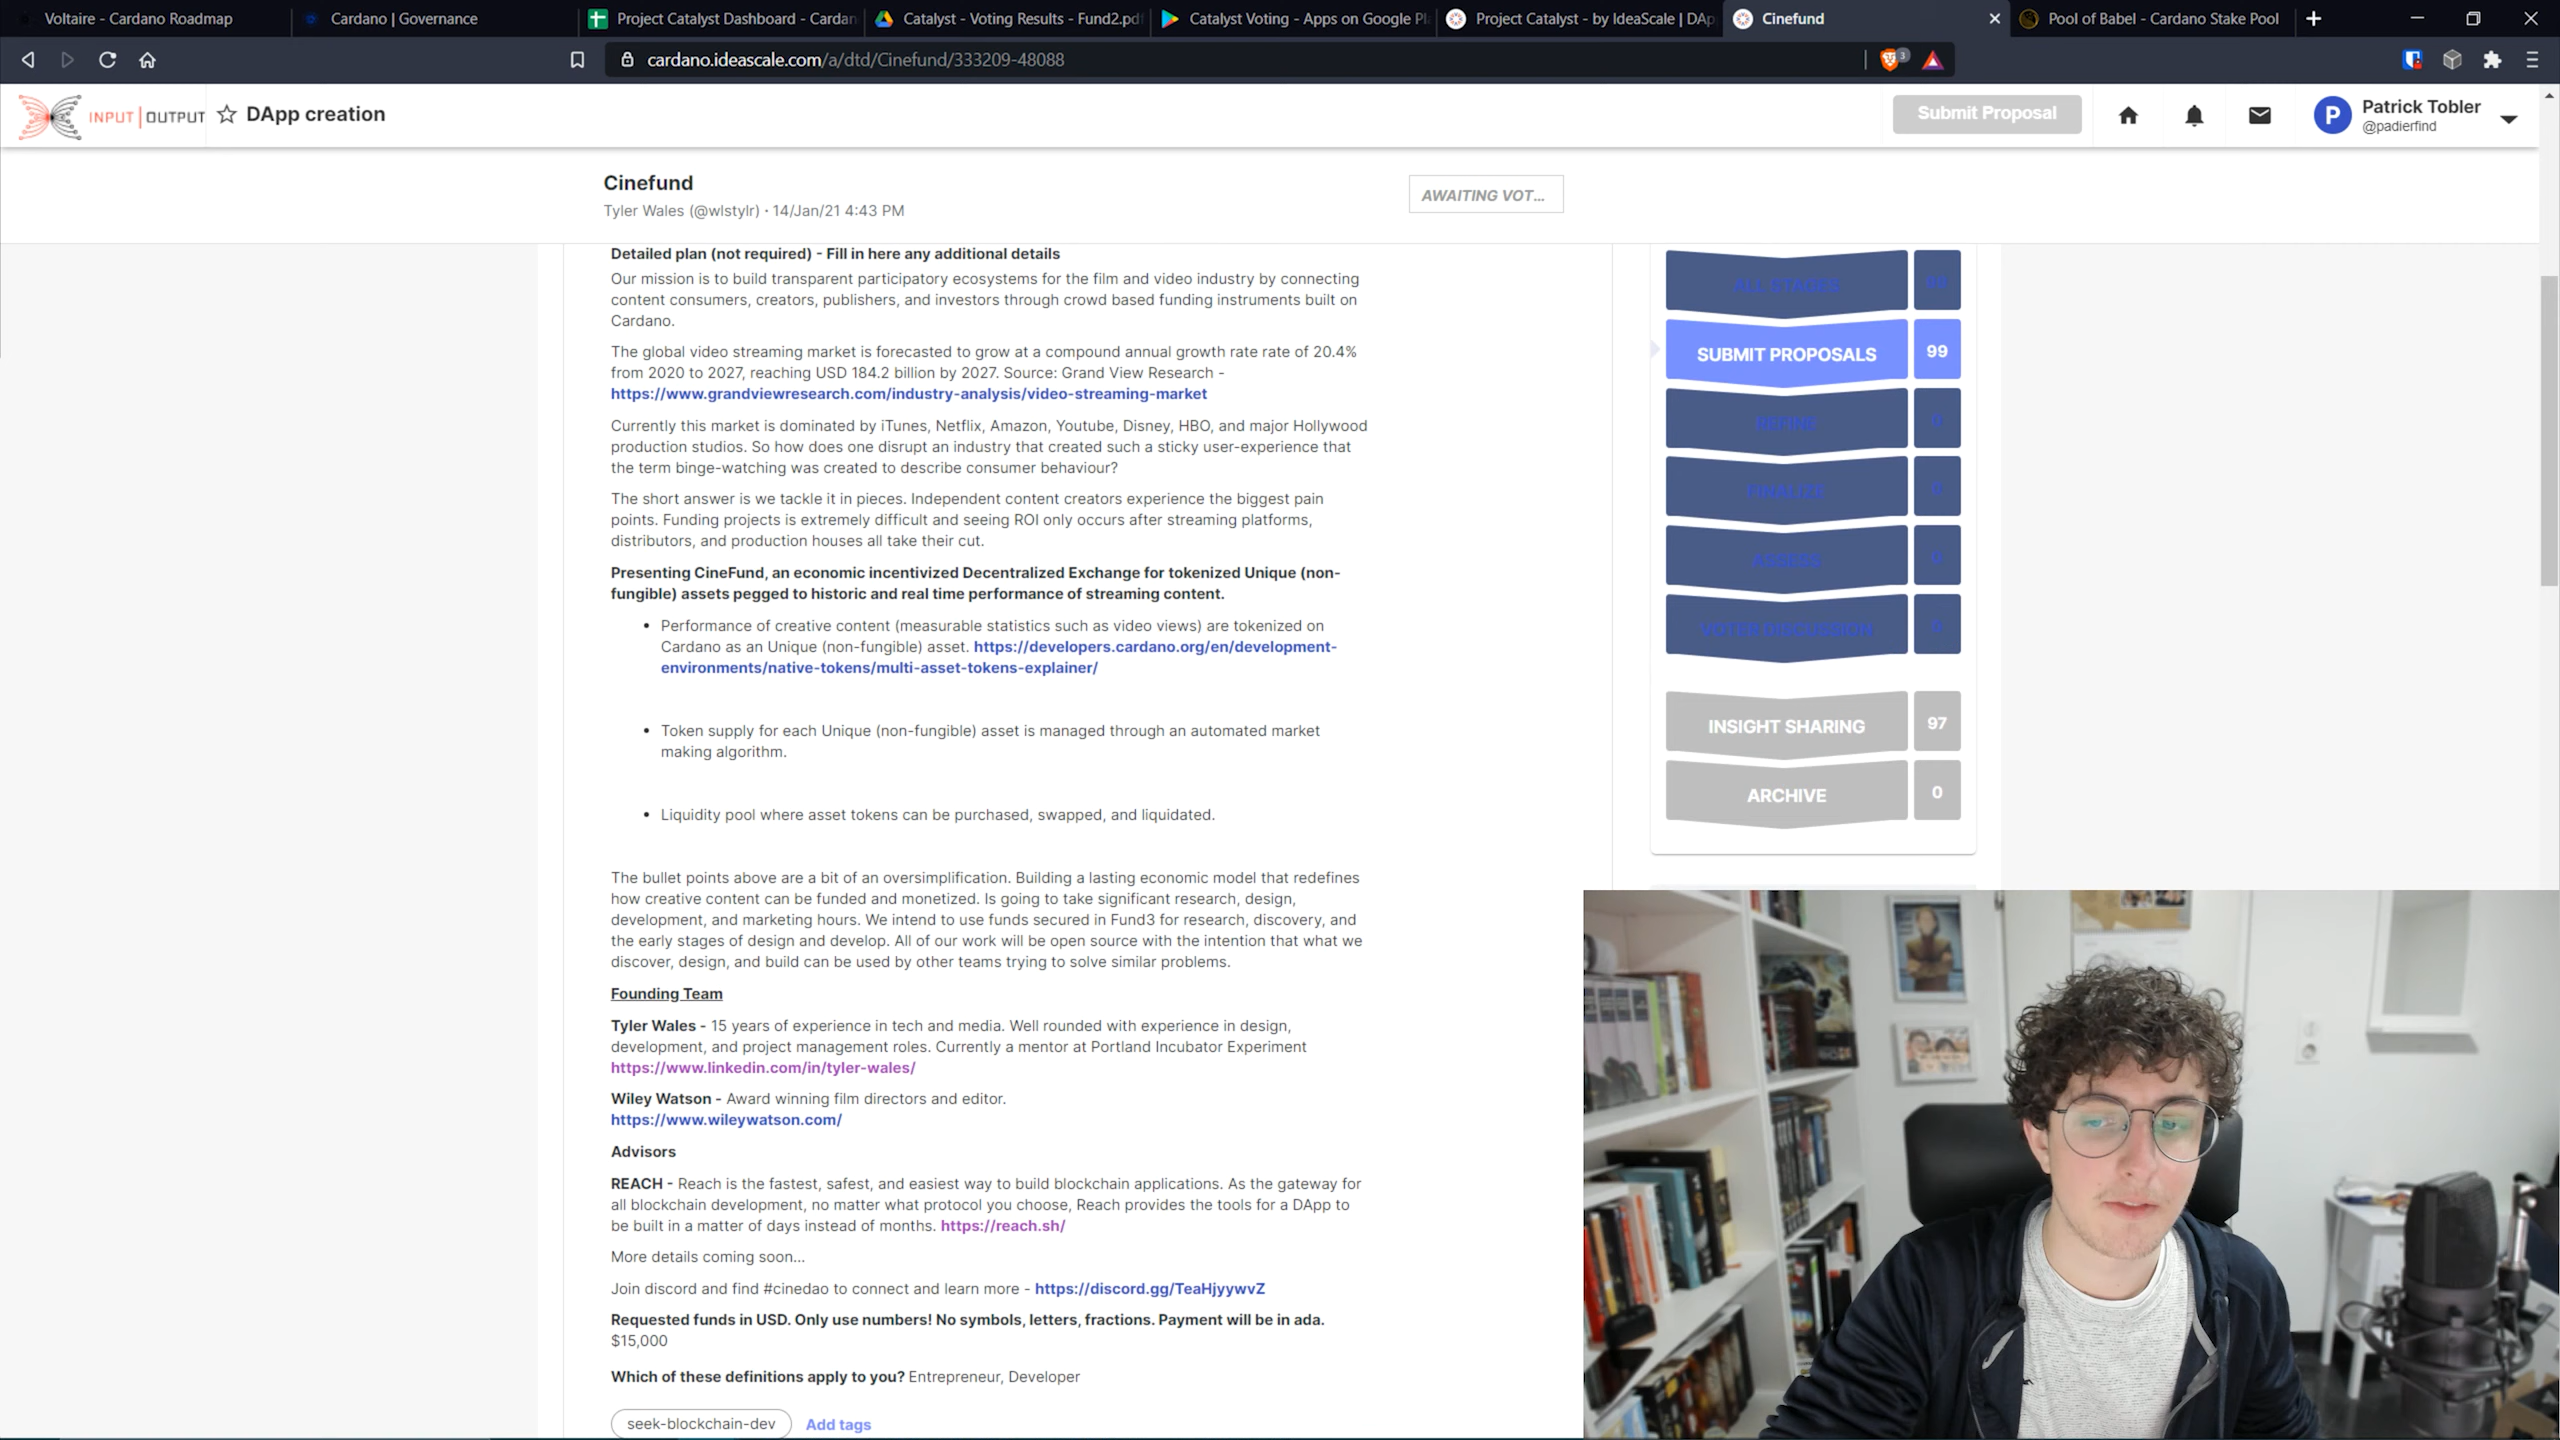 Voltaire - Cardano Roadmap
Cardano | Governance
Project Catalyst Dashboard - Cardan
Catalyst - Voting Results - Fund2.pdf
Catalyst Voting - Apps on Google Pl
Project Catalyst - by IdeaScale | DAp
Cinefund
Pool of Babel - Cardano Stake Pool
cardano.ideascale.com/a/dtd/Cinefund/333209-48088
3
INPUT | OUTPUT
DApp creation
Submit Proposal
P
Patrick Tobler
@padierfind
Cinefund
Tyler Wales (@wlstylr) · 14/Jan/21 4:43 PM
AWAITING VOT...
Detailed plan (not required) - Fill in here any additional details
Our mission is to build transparent participatory ecosystems for the film and video industry by connecting
content consumers, creators, publishers, and investors through crowd based funding instruments built on
Cardano.
The global video streaming market is forecasted to grow at a compound annual growth rate rate of 20.4%
from 2020 to 2027, reaching USD 184.2 billion by 2027. Source: Grand View Research -
https://www.grandviewresearch.com/industry-analysis/video-streaming-market
Currently this market is dominated by iTunes, Netflix, Amazon, Youtube, Disney, HBO, and major Hollywood
production studios. So how does one disrupt an industry that created such a sticky user-experience that
the term binge-watching was created to describe consumer behaviour?
The short answer is we tackle it in pieces. Independent content creators experience the biggest pain
points. Funding projects is extremely difficult and seeing ROI only occurs after streaming platforms,
distributors, and production houses all take their cut.
Presenting CineFund, an economic incentivized Decentralized Exchange for tokenized Unique (non-
fungible) assets pegged to historic and real time performance of streaming content.
• Performance of creative content (measurable statistics such as video views) are tokenized on
Cardano as an Unique (non-fungible) asset. https://developers.cardano.org/en/development-
environments/native-tokens/multi-asset-tokens-explainer/
• Token supply for each Unique (non-fungible) asset is managed through an automated market
making algorithm.
• Liquidity pool where asset tokens can be purchased, swapped, and liquidated.
The bullet points above are a bit of an oversimplification. Building a lasting economic model that redefines
how creative content can be funded and monetized. Is going to take significant research, design,
development, and marketing hours. We intend to use funds secured in Fund3 for research, discovery, and
the early stages of design and develop. All of our work will be open source with the intention that what we
discover, design, and build can be used by other teams trying to solve similar problems.
Founding Team
Tyler Wales - 15 years of experience in tech and media. Well rounded with experience in design,
development, and project management roles. Currently a mentor at Portland Incubator Experiment
https://www.linkedin.com/in/tyler-wales/
Wiley Watson - Award winning film directors and editor.
https://www.wileywatson.com/
Advisors
REACH - Reach is the fastest, safest, and easiest way to build blockchain applications. As the gateway for
all blockchain development, no matter what protocol you choose, Reach provides the tools for a DApp to
be built in a matter of days instead of months. https://reach.sh/
More details coming soon...
Join discord and find #cinedao to connect and learn more - https://discord.gg/TeaHjyywvZ
Requested funds in USD. Only use numbers! No symbols, letters, fractions. Payment will be in ada.
$15,000
Which of these definitions apply to you? Entrepreneur, Developer
seek-blockchain-dev
Add tags
ALL STAGES
SUBMIT PROPOSALS 99
REFINE 0
FINALIZE 0
ASSESS 0
VOTER DISCUSSION 0
INSIGHT SHARING 97
ARCHIVE 0